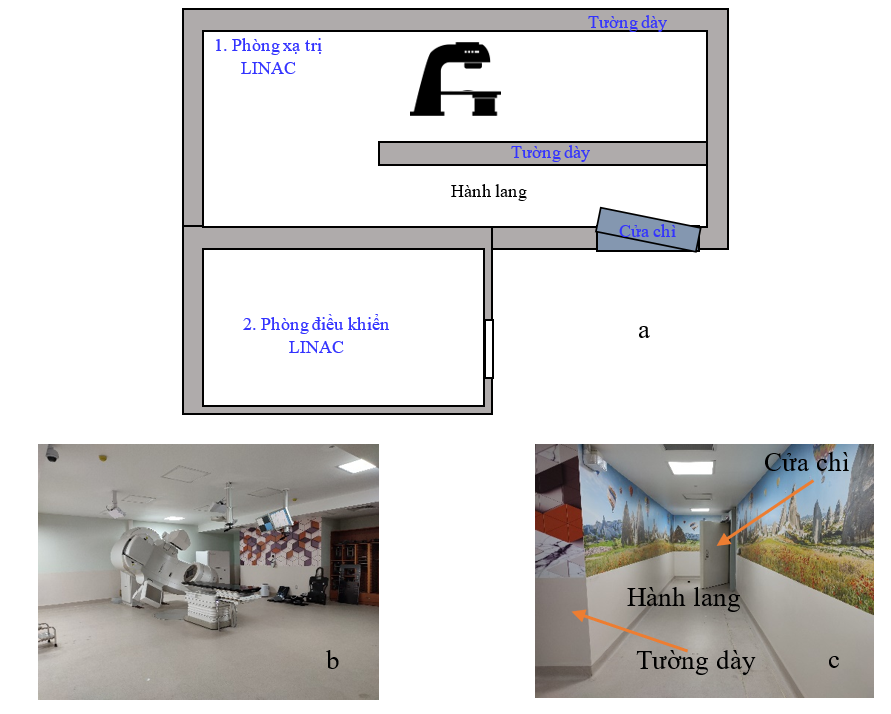 Tường dày
1. Phòng xạ trị
LINAC
Tường dày
Hành lang
Cửa chì
2. Phòng điều khiển
LINAC
a
b
Cửa chì
Hành lang
Tường dày
c